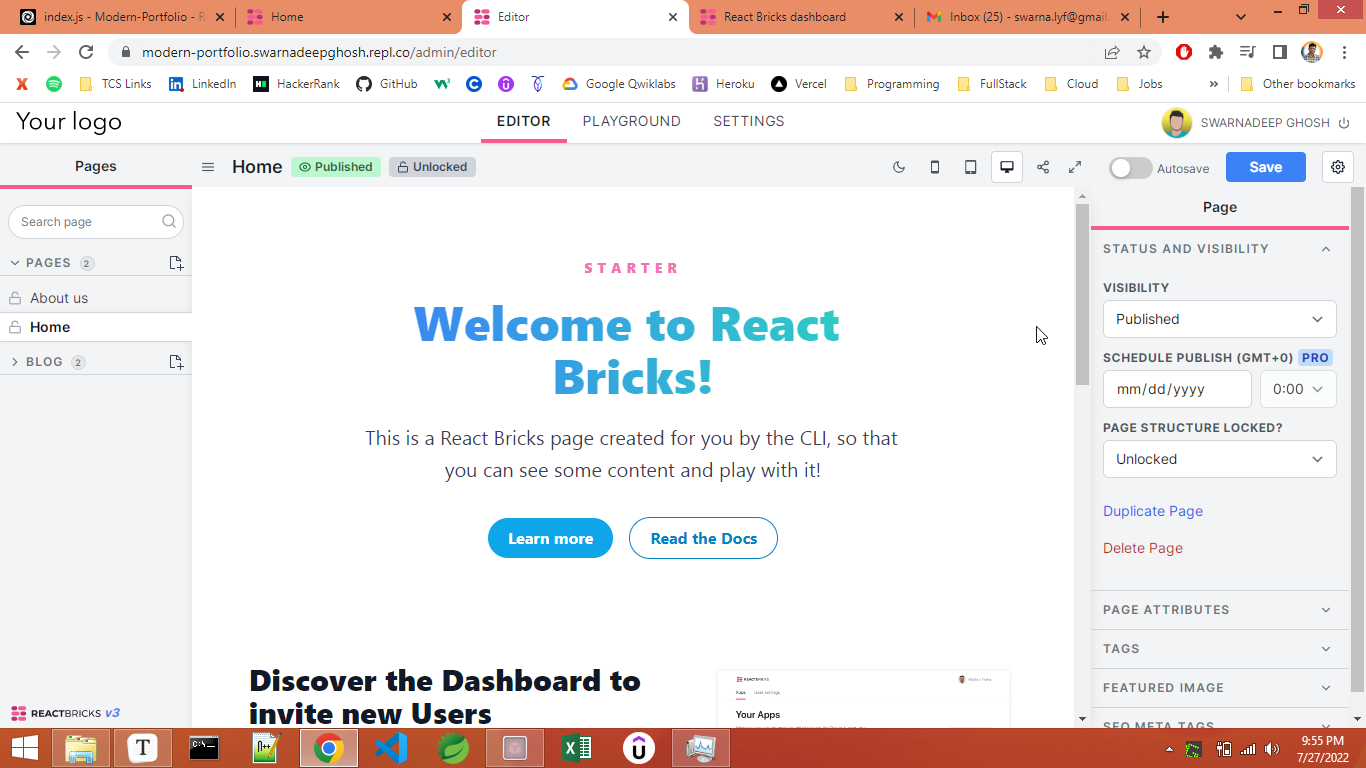 index.js - Modern-Portfolio - R
Home
Editor
React Bricks dashboard
Inbox (25) - swarna.lyf@gmail.
modern-portfolio.swarnadeepghosh.repl.co/admin/editor
TCS Links
LinkedIn
HackerRank
GitHub
Google Qwiklabs
Heroku
Vercel
Programming
FullStack
Cloud
Jobs
»
Other bookmarks
Your logo
EDITOR
PLAYGROUND
SETTINGS
SWARNADEEP GHOSH
Pages
Home
Published
Unlocked
Autosave
Save
Search page
PAGES 2
About us
Home
BLOG 2
REACTBRICKS v3
STARTER
Welcome to React
Bricks!
This is a React Bricks page created for you by the CLI, so that
you can see some content and play with it!
Learn more
Read the Docs
Discover the Dashboard to
invite new Users
REACTBRICKS
Apps
User settings
Your Apps
Page
STATUS AND VISIBILITY
VISIBILITY
Published
SCHEDULE PUBLISH (GMT+0) PRO
mm/dd/yyyy
0:00
PAGE STRUCTURE LOCKED?
Unlocked
Duplicate Page
Delete Page
PAGE ATTRIBUTES
TAGS
FEATURED IMAGE
SEO META TAGS
9:55 PM
7/27/2022